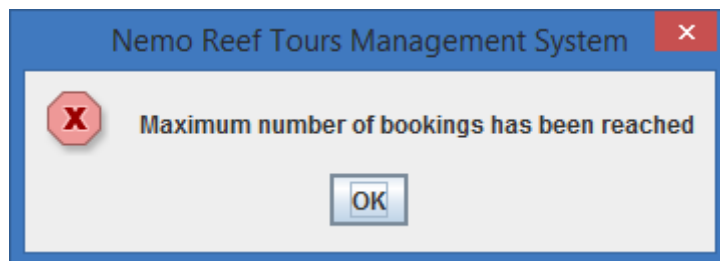 Nemo Reef Tours Management System
Maximum number of bookings has been reached
OK